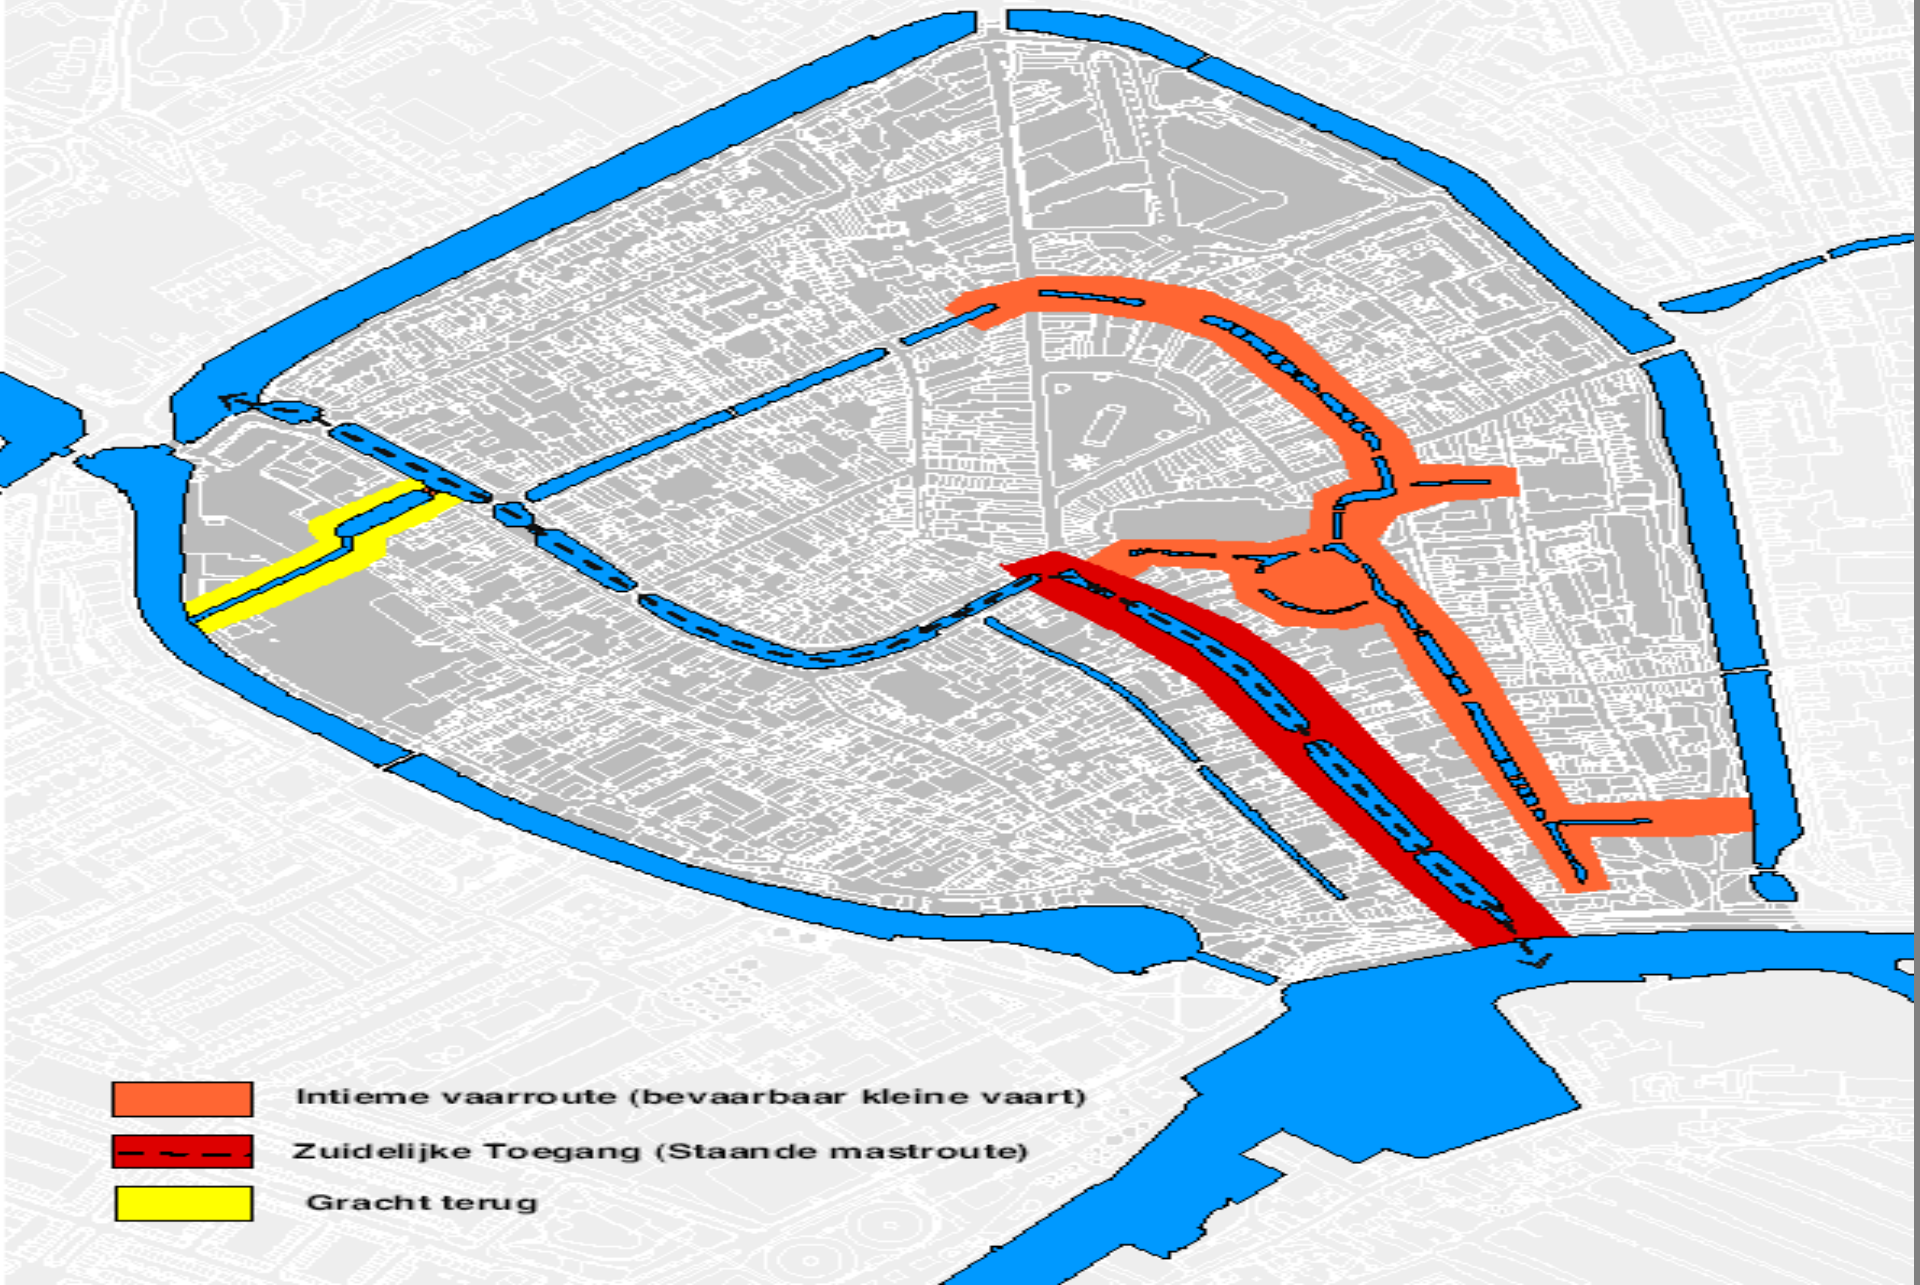 Intieme vaarroute (bevaarbaar kleine vaart)
Zuidelijke Toegang (Staande mastroute)
Gracht terug